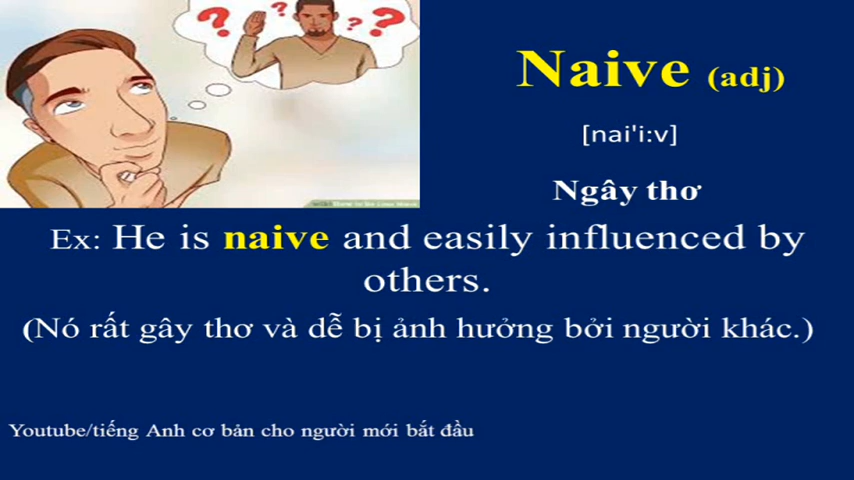 Naive (adj)
[nai'i:v]
Ngây thơ
Ex: He is naive and easily influenced by
others.
(Nó rất gây thơ và dễ bị ảnh hưởng bởi người khác.)
Youtube/tiếng Anh cơ bản cho người mới bắt đầu